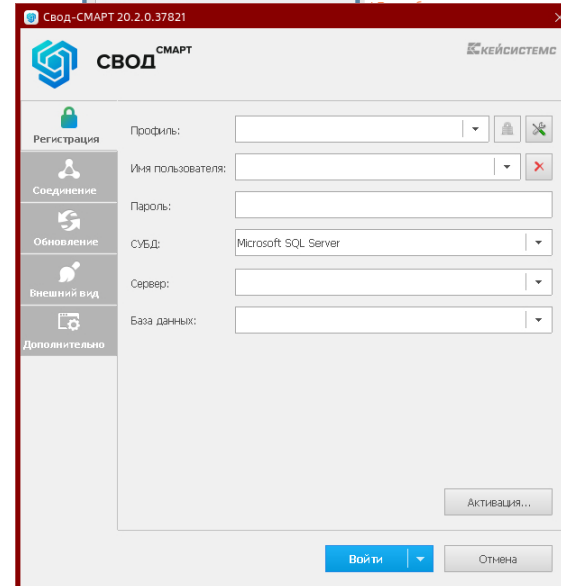 Свод-СМАРТ 20.2.0.37821
СВОД СМАРТ
КЕЙСИСТЕМС
Регистрация
Соединение
Обновление
Внешний вид
Дополнительно
Профиль:
Имя пользователя:
Пароль:
СУБД:
Microsoft SQL Server
Сервер:
База данных:
Активация...
Войти
Отмена